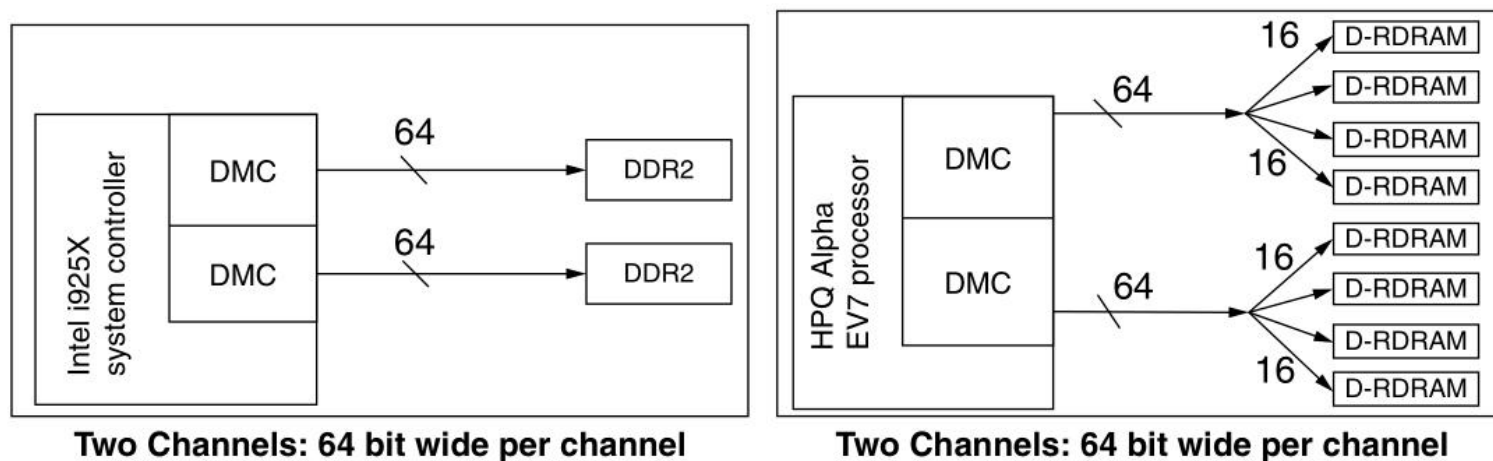 Intel i925X
system controller
DMC
DMC
64
64
DDR2
DDR2
Two Channels: 64 bit wide per channel
HPQ Alpha
EV7 processor
DMC
DMC
64
64
16
16
16
16
D-RDRAM
D-RDRAM
D-RDRAM
D-RDRAM
D-RDRAM
D-RDRAM
D-RDRAM
D-RDRAM
Two Channels: 64 bit wide per channel